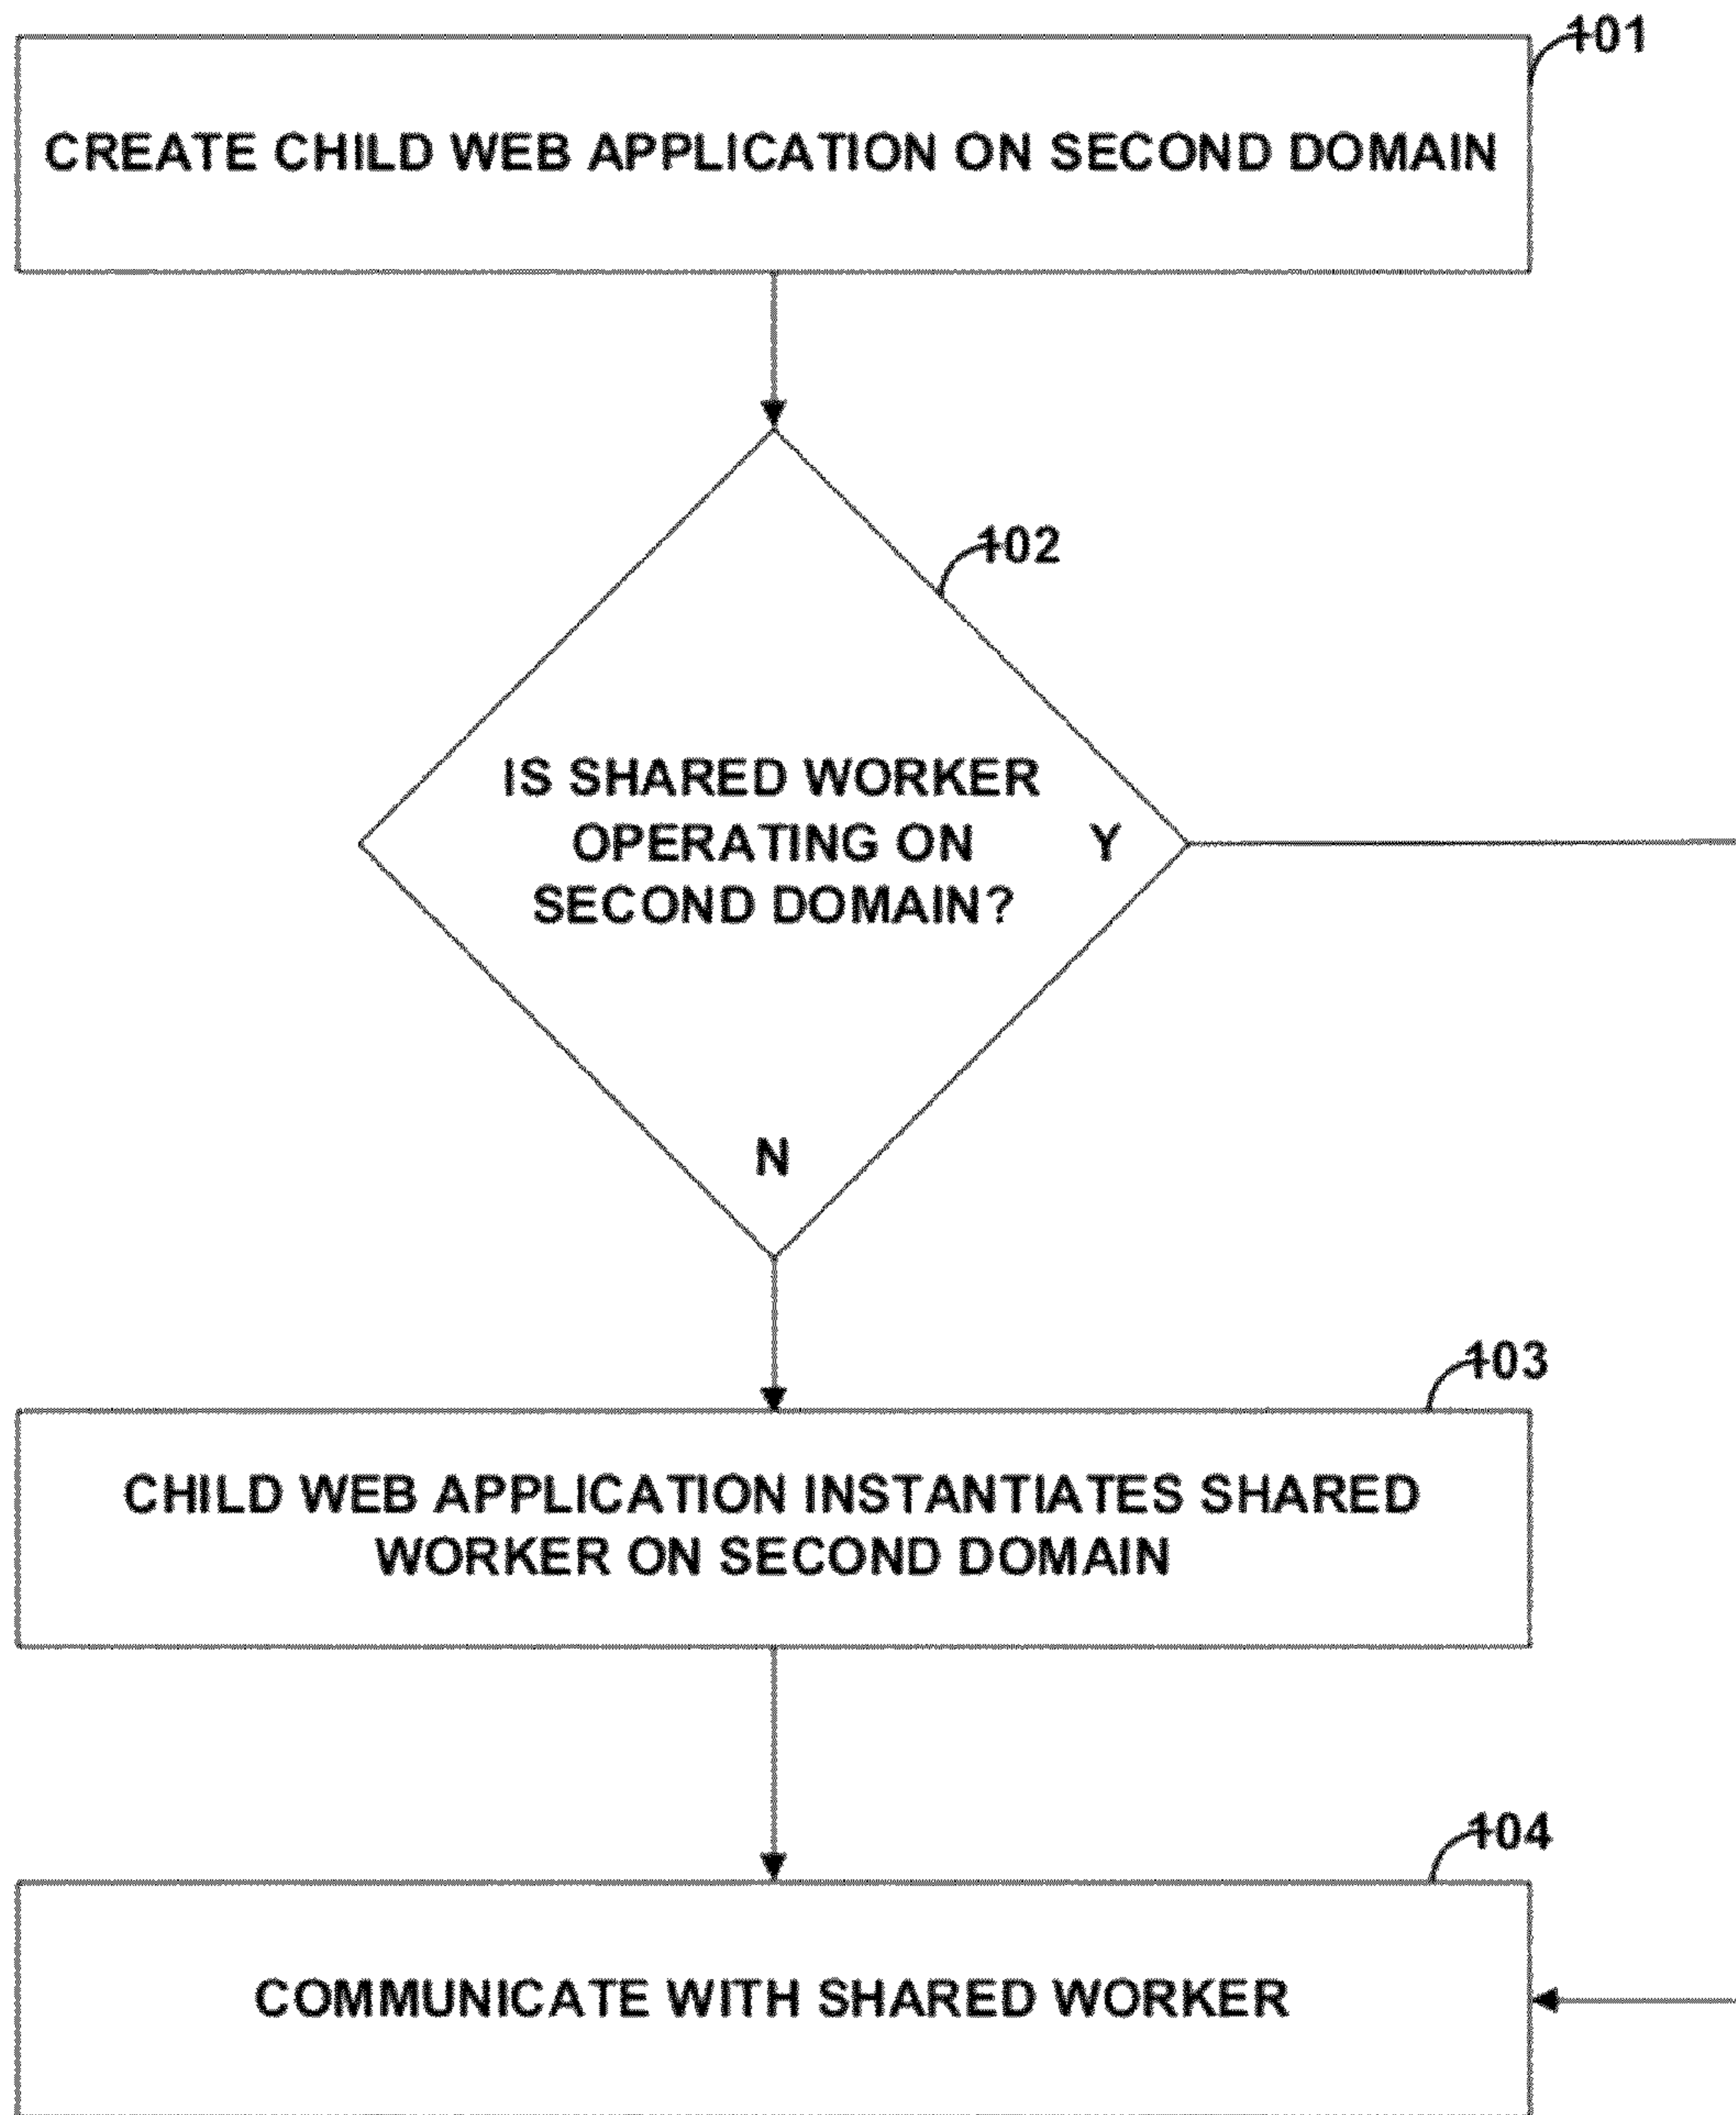 101
CREATE CHILD WEB APPLICATION ON SECOND DOMAIN
102
IS SHARED WORKER
OPERATING ON
Y
SECOND DOMAIN?
N
103
CHILD WEB APPLICATION INSTANTIATES SHARED
WORKER ON SECOND DOMAIN
104
COMMUNICATE WITH SHARED WORKER